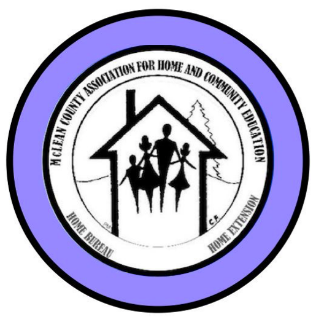 McLEAN COUNTY ASSOCIATION FOR HOME AND COMMUNITY EDUCATION
HOME BUREAU
HOME EXTENSION
C.R.